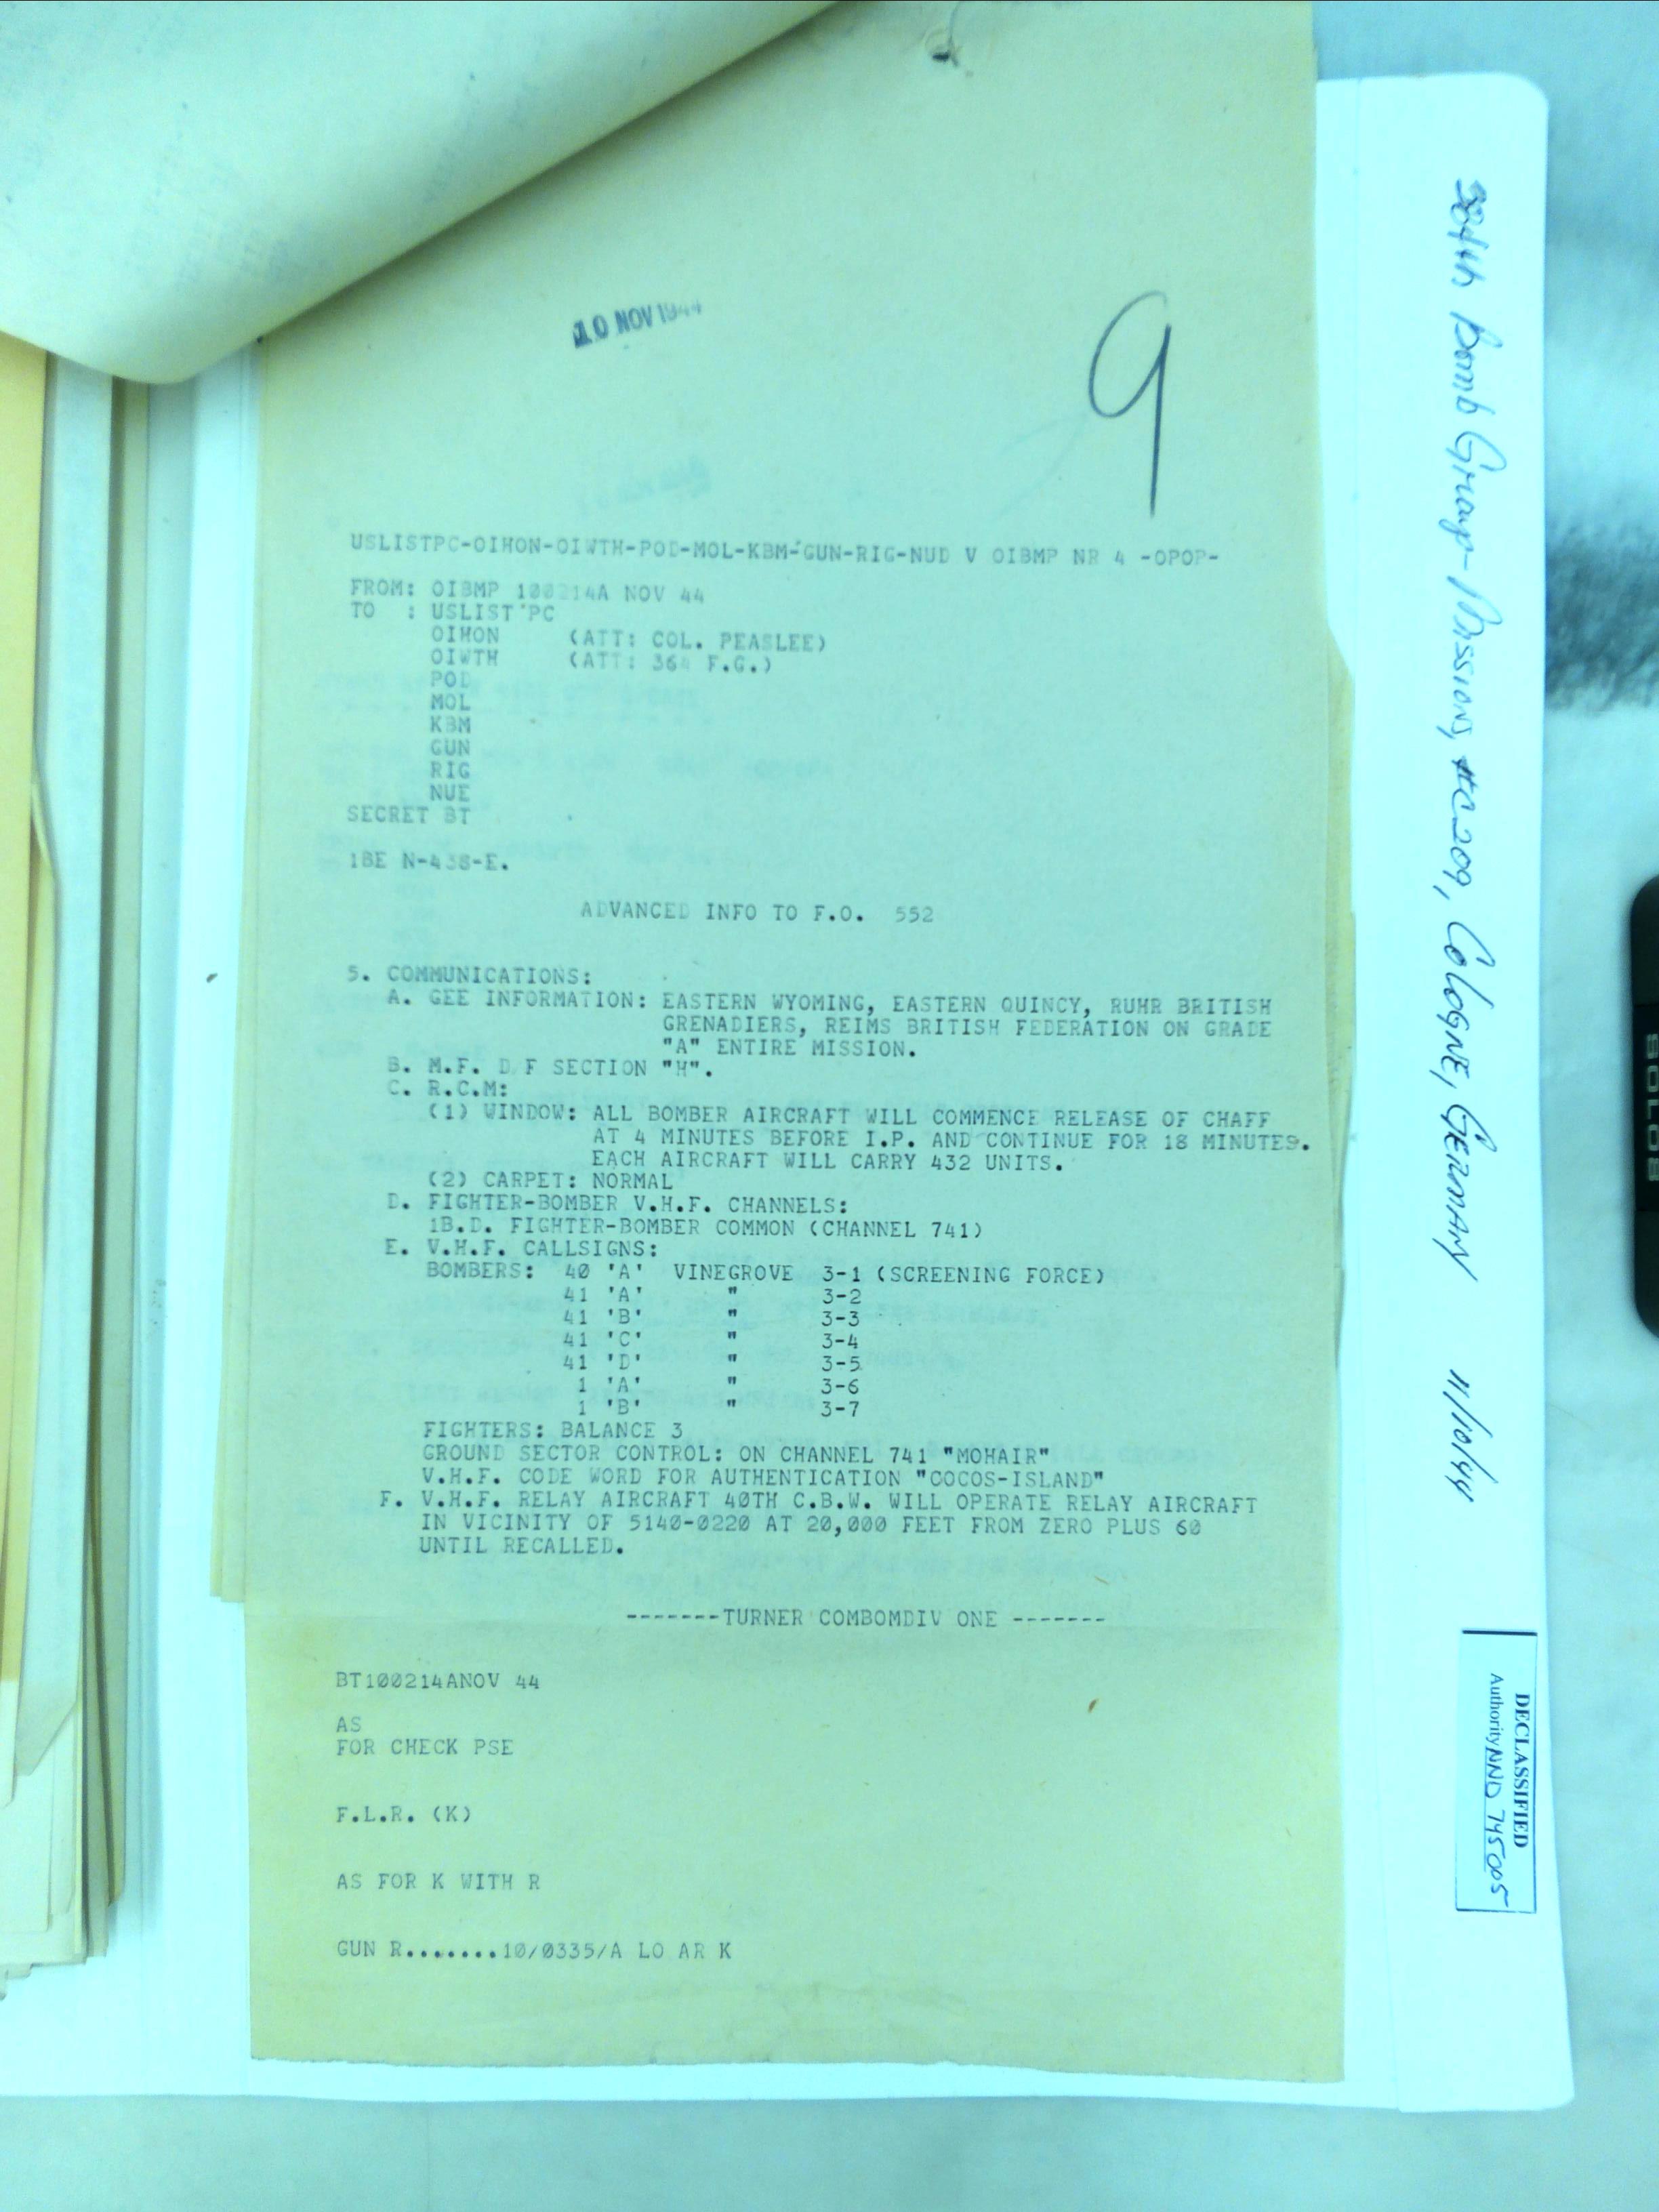 10 NOV 1944
9
USLISTPC-OIHON-OIWTH-POD-MOL-KBM-GUN-RIG-NUD V OIBMP NR 4 -OPOP-
FROM: OIBMP 100214A NOV 44
TO : USLIST PC
OIHON (ATT: COL. PEASLEE)
OIWTH (ATT: 364 F.G.)
POD
MOL
KBM
GUN
RIG
NUE
SECRET BT
1BE N-438-E.
ADVANCED INFO TO F.O. 552
5. COMMUNICATIONS:
A. GEE INFORMATION: EASTERN WYOMING, EASTERN QUINCY, RUHR BRITISH
GRENADIERS, REIMS BRITISH FEDERATION ON GRADE
"A" ENTIRE MISSION.
B. M.F. D F SECTION "H".
C. R.C.M:
(1) WINDOW: ALL BOMBER AIRCRAFT WILL COMMENCE RELEASE OF CHAFF
AT 4 MINUTES BEFORE I.P. AND CONTINUE FOR 18 MINUTES.
EACH AIRCRAFT WILL CARRY 432 UNITS.
(2) CARPET: NORMAL
D. FIGHTER-BOMBER V.H.F. CHANNELS:
1B.D. FIGHTER-BOMBER COMMON (CHANNEL 741)
E. V.H.F. CALLSIGNS:
BOMBERS: 40 'A' VINEGROVE 3-1 (SCREENING FORCE)
41 'A' " 3-2
41 'B' " 3-3
41 'C' " 3-4
41 'D' " 3-5
1 'A' " 3-6
1 'B' " 3-7
FIGHTERS: BALANCE 3
GROUND SECTOR CONTROL: ON CHANNEL 741 "MOHAIR"
V.H.F. CODE WORD FOR AUTHENTICATION "COCOS-ISLAND"
F. V.H.F. RELAY AIRCRAFT 40TH C.B.W. WILL OPERATE RELAY AIRCRAFT
IN VICINITY OF 5140-0220 AT 20,000 FEET FROM ZERO PLUS 60
UNTIL RECALLED.
-------TURNER COMBOMDIV ONE -------
BT100214ANOV 44
AS
FOR CHECK PSE
F.L.R. (K)
AS FOR K WITH R
GUN R.......10/0335/A LO AR K
384th Bomb Group-Missions, #C209, COLOGNE, GERMANY 11/10/44
DECLASSIFIED
Authority NND 745005
BOLOB